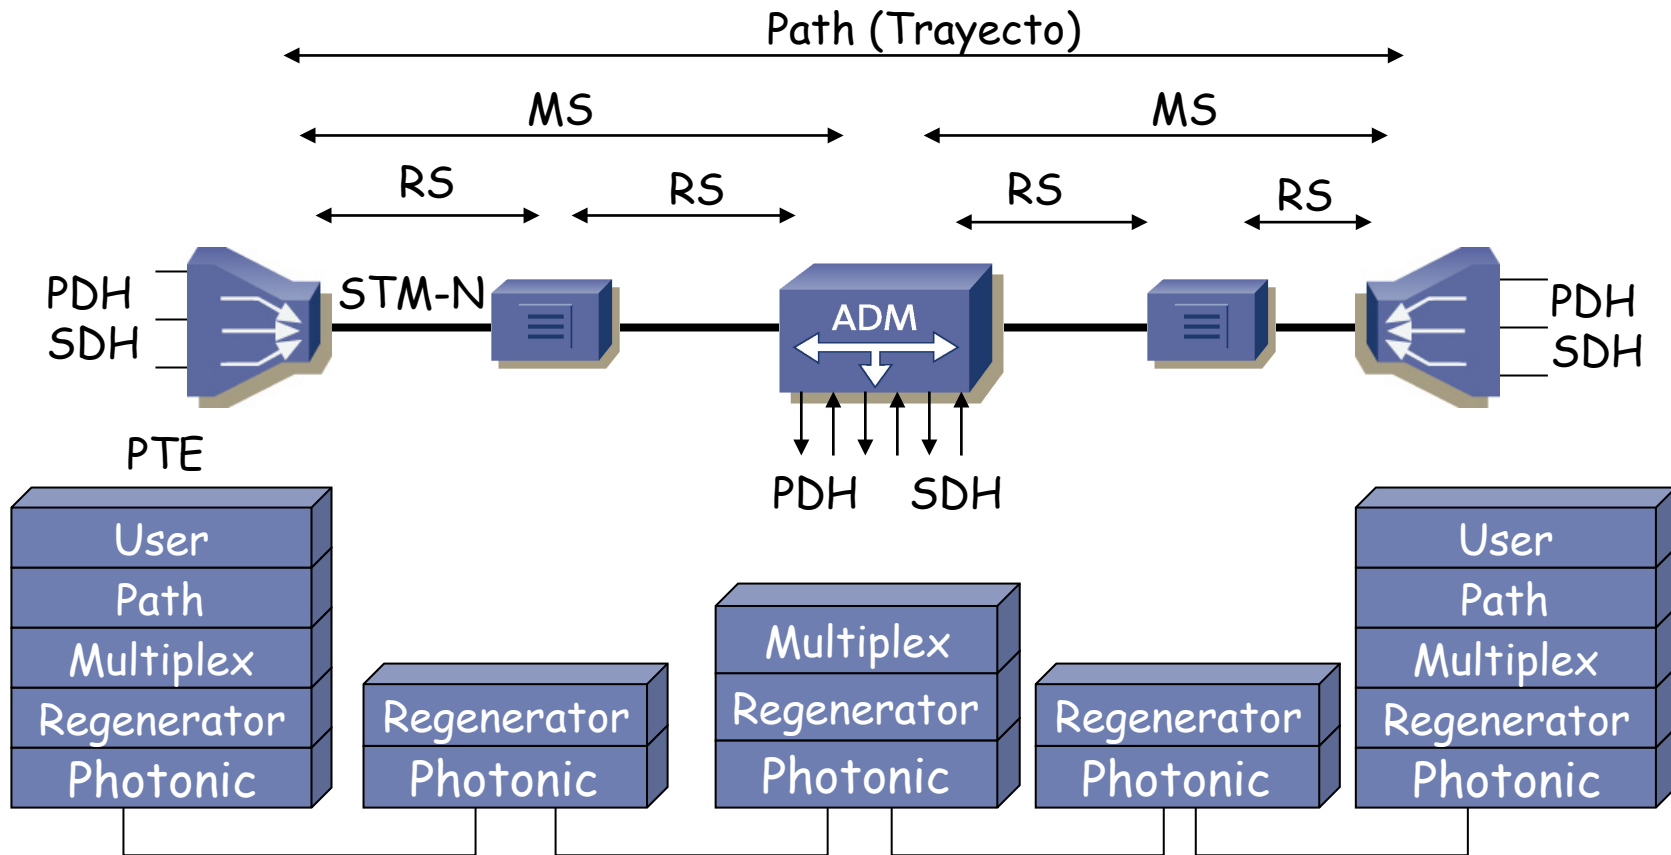 Path (Trayecto)
MS
MS
RS
RS
RS
RS
PDH
SDH
STM-N
ADM
PDH
SDH
PTE
PDH
SDH
User
Path
Multiplex
Regenerator
Photonic
Regenerator
Photonic
Multiplex
Regenerator
Photonic
Regenerator
Photonic
User
Path
Multiplex
Regenerator
Photonic